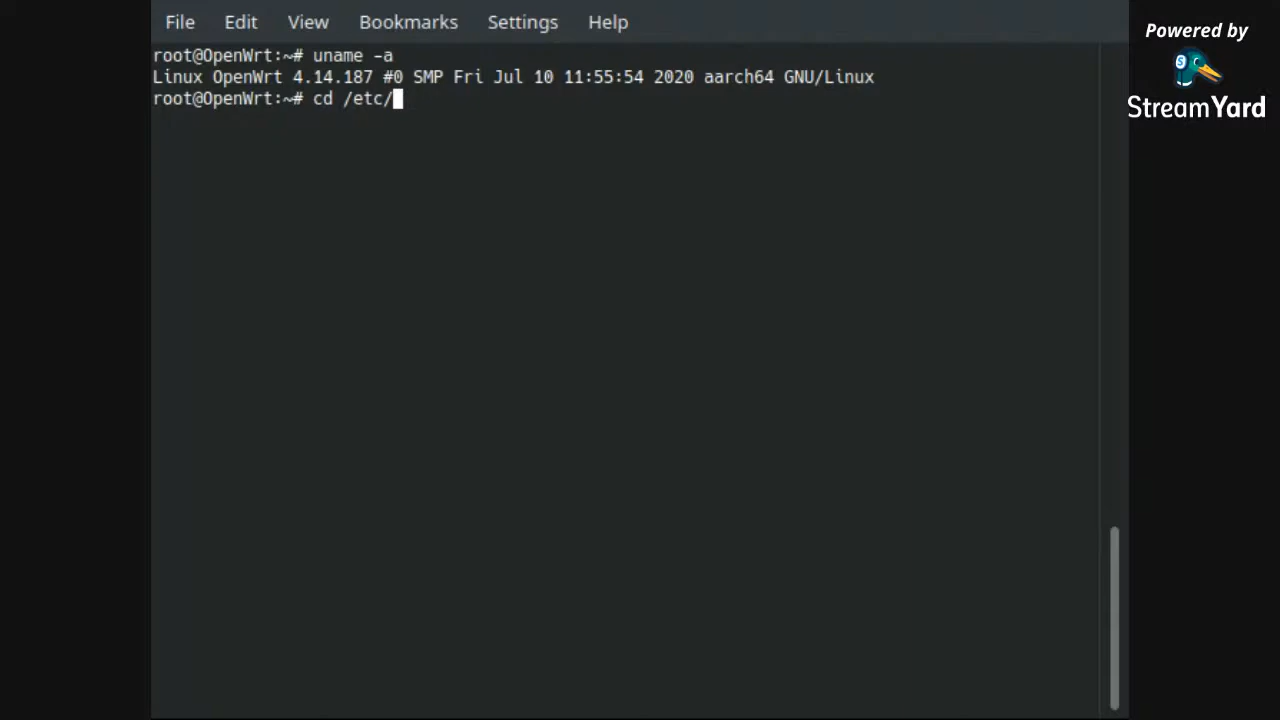 File Edit View Bookmarks Settings Help
root@OpenWrt:~# uname -a
Linux OpenWrt 4.14.187 #0 SMP Fri Jul 10 11:55:54 2020 aarch64 GNU/Linux
root@OpenWrt:~# cd /etc/
Powered by
StreamYard